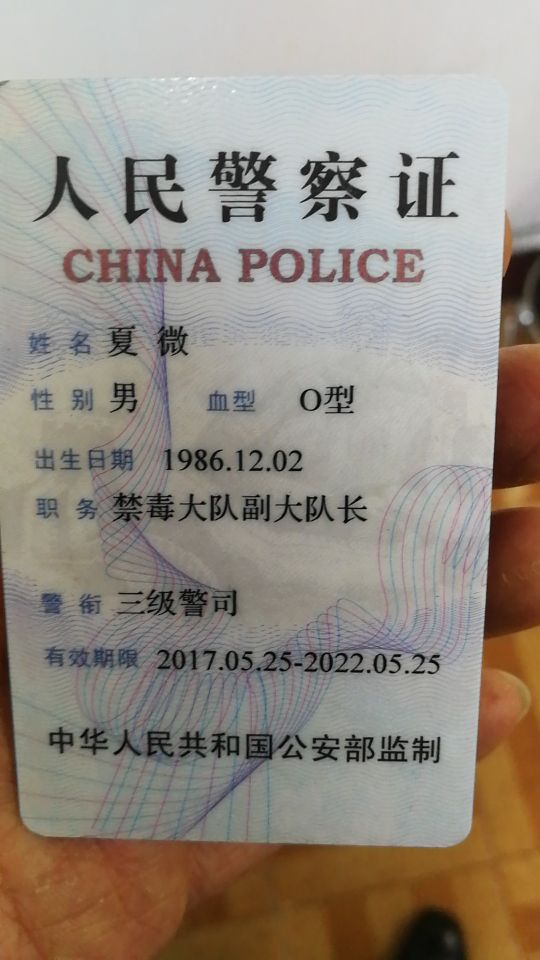 人民警察证
CHINA POLICE
姓名 夏微
性别 男 血型 O型
出生日期 1986.12.02
职务 禁毒大队副大队长
警衔 三级警司
有效期限 2017.05.25-2022.05.25
中华人民共和国公安部监制